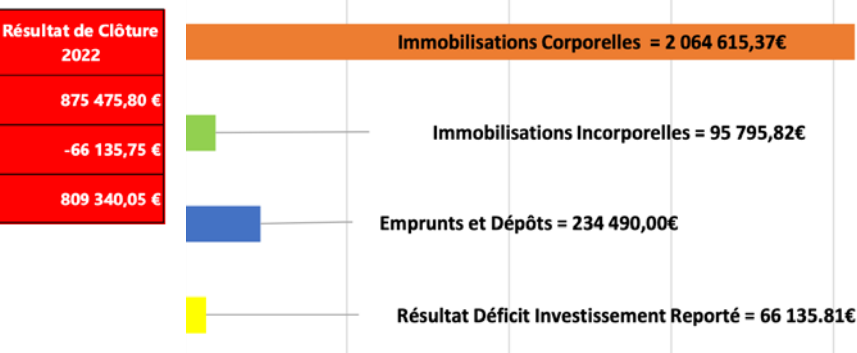 Résultat de Clôture
2022
875 475,80 €
-66 135,75 €
809 340,05 €
Immobilisations Corporelles = 2 064 615,37€
Immobilisations Incorporelles = 95 795,82€
Emprunts et Dépôts = 234 490,00€
Résultat Déficit Investissement Reporté = 66 135.81€